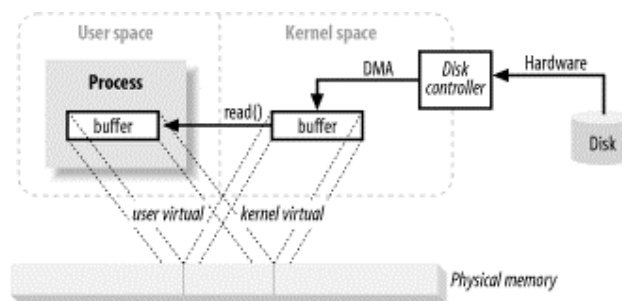 User space
Kernel space
Process
buffer
read()
buffer
DMA
Disk
controller
Hardware
Disk
user virtual
kernel virtual
Physical memory